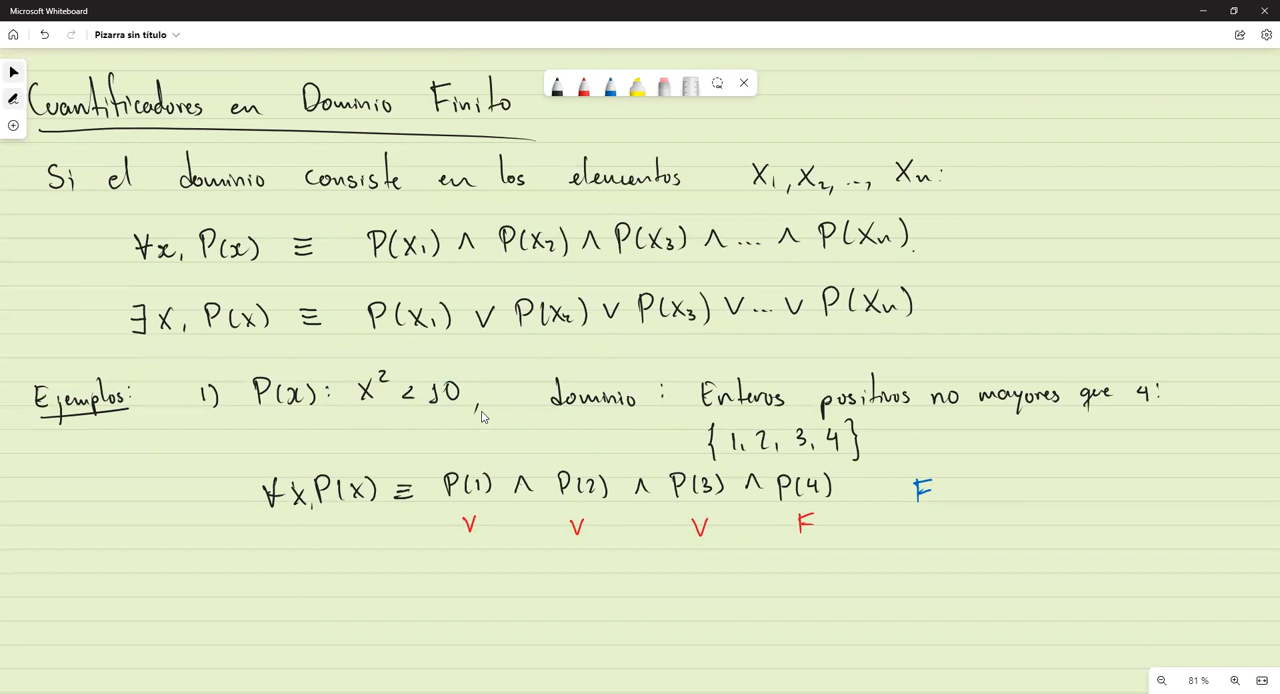 Microsoft Whiteboard
Pizarra sin título
Cuantificadores en Dominio Finito
Si el dominio consiste en los elementos X₁, X₂, ..., Xₙ:
∀x, P(x) ≡ P(X₁) ∧ P(X₂) ∧ P(X₃) ∧ ... ∧ P(Xₙ).
∃x, P(x) ≡ P(X₁) ∨ P(X₂) ∨ P(X₃) ∨ ... ∨ P(Xₙ)
Ejemplos: 1) P(x): x² < 10, dominio: Enteros positivos no mayores que 4:
{1, 2, 3, 4}
∀x, P(x) ≡ P(1) ∧ P(2) ∧ P(3) ∧ P(4) F
V V V F
81 %